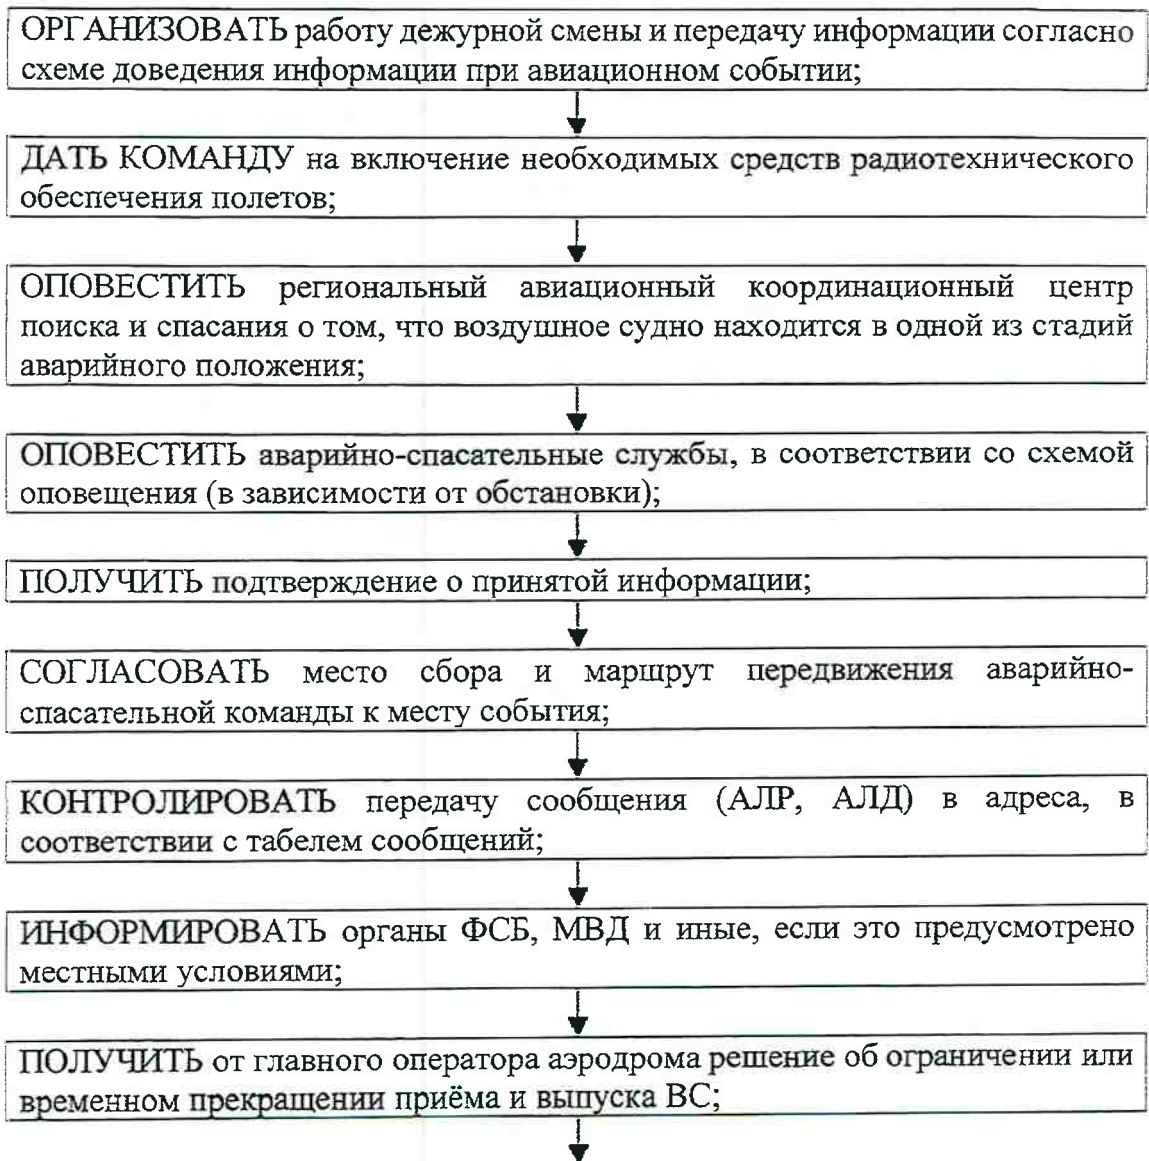 ОРГАНИЗОВАТЬ работу дежурной смены и передачу информации согласно
схеме доведения информации при авиационном событии;
ДАТЬ КОМАНДУ на включение необходимых средств радиотехнического
обеспечения полетов;
ОПОВЕСТИТЬ региональный авиационный координационный центр
поиска и спасания о том, что воздушное судно находится в одной из стадий
аварийного положения;
ОПОВЕСТИТЬ аварийно-спасательные службы, в соответствии со схемой
оповещения (в зависимости от обстановки);
ПОЛУЧИТЬ подтверждение о принятой информации;
СОГЛАСОВАТЬ место сбора и маршрут передвижения аварийно-
спасательной команды к месту события;
КОНТРОЛИРОВАТЬ передачу сообщения (АЛР, АЛД) в адреса, в
соответствии с табелем сообщений;
ИНФОРМИРОВАТЬ органы ФСБ, МВД и иные, если это предусмотрено
местными условиями;
ПОЛУЧИТЬ от главного оператора аэродрома решение об ограничении или
временном прекращении приёма и выпуска ВС;